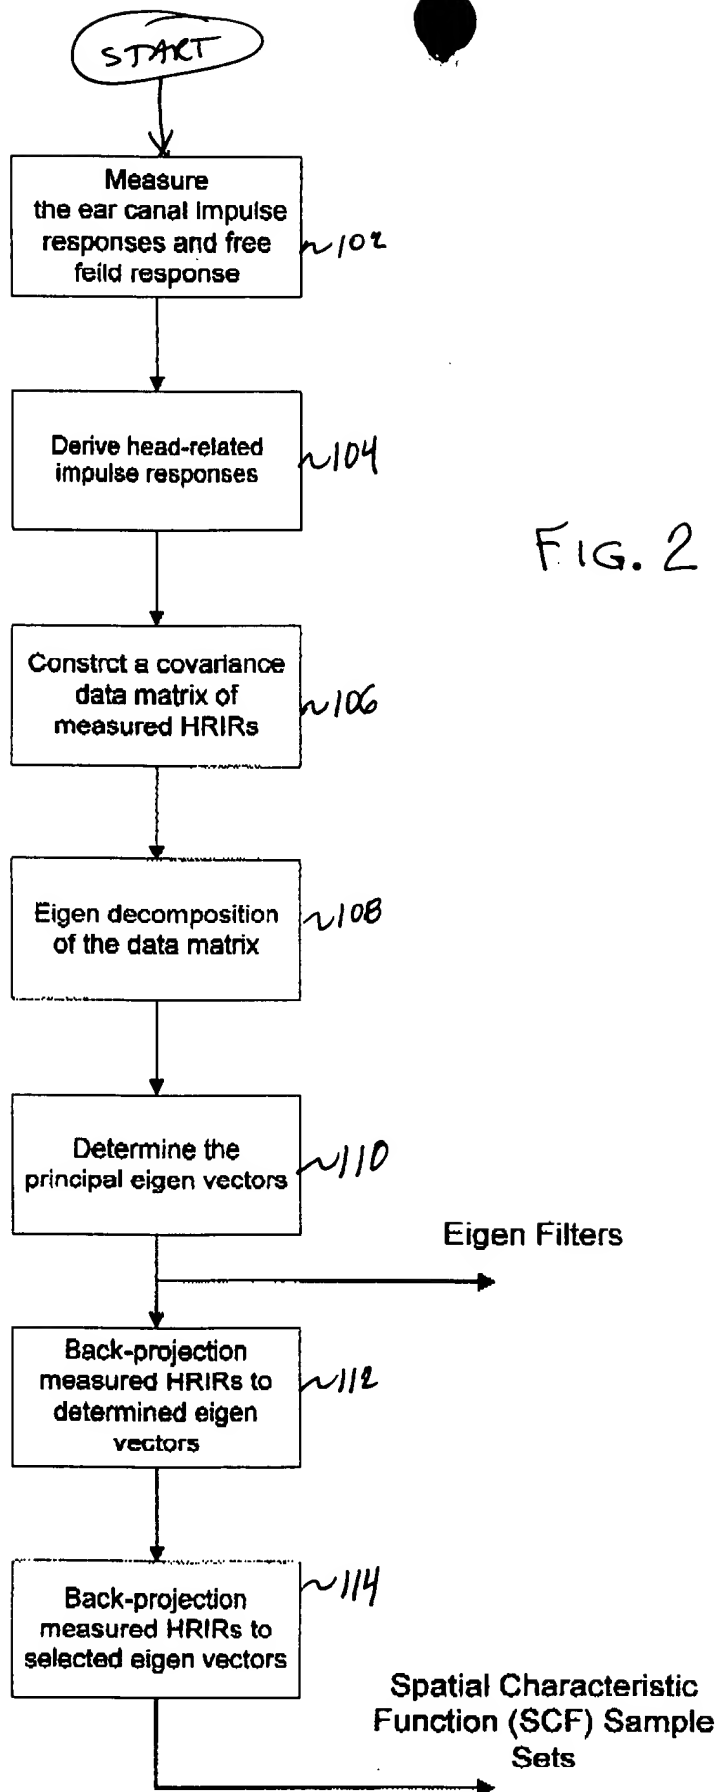 START
Measure
the ear canal impulse
responses and free
feild response
102
Derive head-related
impulse responses
104
FIG. 2
Constrct a covariance
data matrix of
measured HRIRs
106
Eigen decomposition
of the data matrix
108
Determine the
principal eigen vectors
110
Eigen Filters
Back-projection
measured HRIRs to
determined eigen
vectors
112
Back-projection
measured HRIRs to
selected eigen vectors
114
Spatial Characteristic
Function (SCF) Sample
Sets